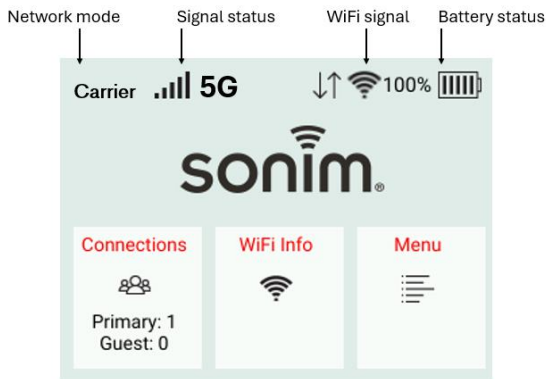 Network mode Signal status WiFi signal Battery status
Carrier 5G 100%
sonim®
Connections WiFi Info Menu
Primary: 1
Guest: 0